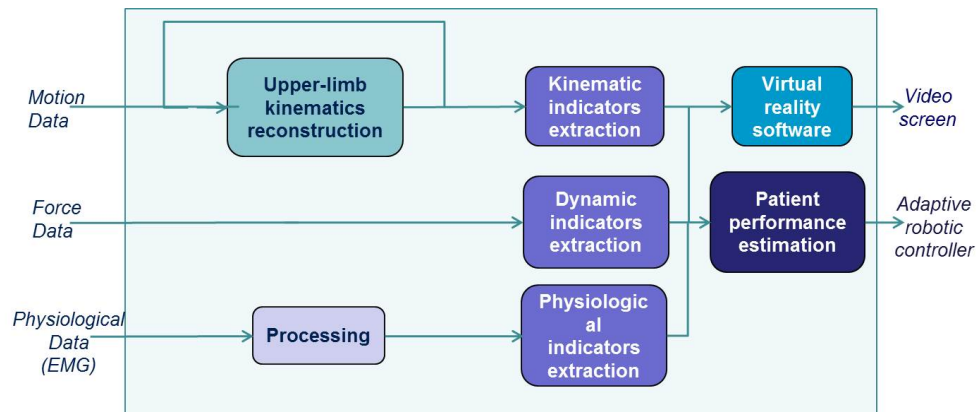 Motion
Data
Upper-limb
kinematics
reconstruction
Kinematic
indicators
extraction
Virtual
reality
software
Video
screen
Force
Data
Dynamic
indicators
extraction
Patient
performance
estimation
Adaptive
robotic
controller
Physiological
Data
(EMG)
Processing
Physiologic
al
indicators
extraction